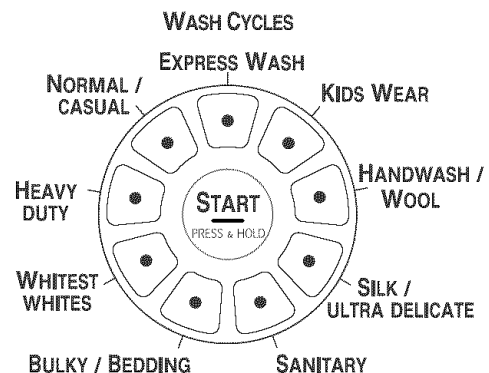 WASH CYCLES
EXPRESS WASH
NORMAL /
CASUAL
KIDS WEAR
HEAVY
DUTY
HANDWASH /
WOOL
START
PRESS & HOLD
WHITEST
WHITES
SILK /
ULTRA DELICATE
BULKY / BEDDING
SANITARY